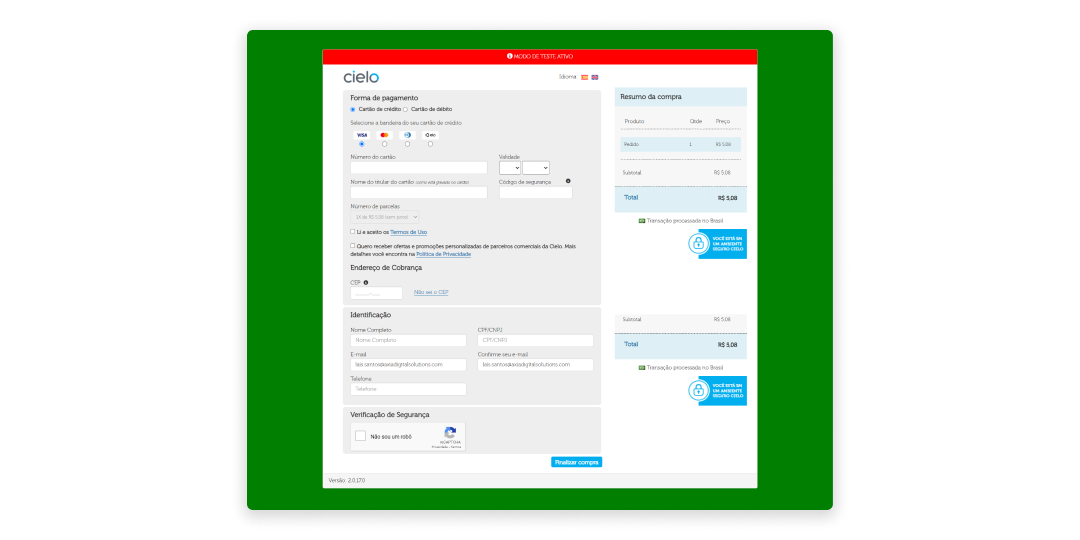 MODO DE TESTE ATIVO
cielo
Idioma
Forma de pagamento
Cartão de crédito
Cartão de débito
Selecione a bandeira do seu cartão de crédito
VISA
elo
Número do cartão
Validade
Nome do titular do cartão (como está gravado no cartão)
Código de segurança
Número de parcelas
1X de R$ 5,08 (sem juros)
Li e aceito os Termos de Uso
Quero receber ofertas e promoções personalizadas de parceiros comerciais da Cielo. Mais
detalhes você encontra na Política de Privacidade
Endereço de Cobrança
CEP
_____-___
Não sei o CEP
Identificação
Nome Completo
CPF/CNPJ
Nome Completo
CPF/CNPJ
E-mail
Confirme seu e-mail
lais.santos@axiadigitalsolutions.com
lais.santos@axiadigitalsolutions.com
Telefone
Telefone
Verificação de Segurança
Não sou um robô
reCAPTCHA
Privacidade - Termos
Finalizar compra
Versão: 2.0.17.0
Resumo da compra
Produto Qtde Preço
Pedido 1 R$ 5,08
Subtotal R$ 5,08
Total R$ 5,08
Transação processada no Brasil
VOCÊ ESTÁ EM
UM AMBIENTE
SEGURO CIELO
Subtotal R$ 5,08
Total R$ 5,08
Transação processada no Brasil
VOCÊ ESTÁ EM
UM AMBIENTE
SEGURO CIELO